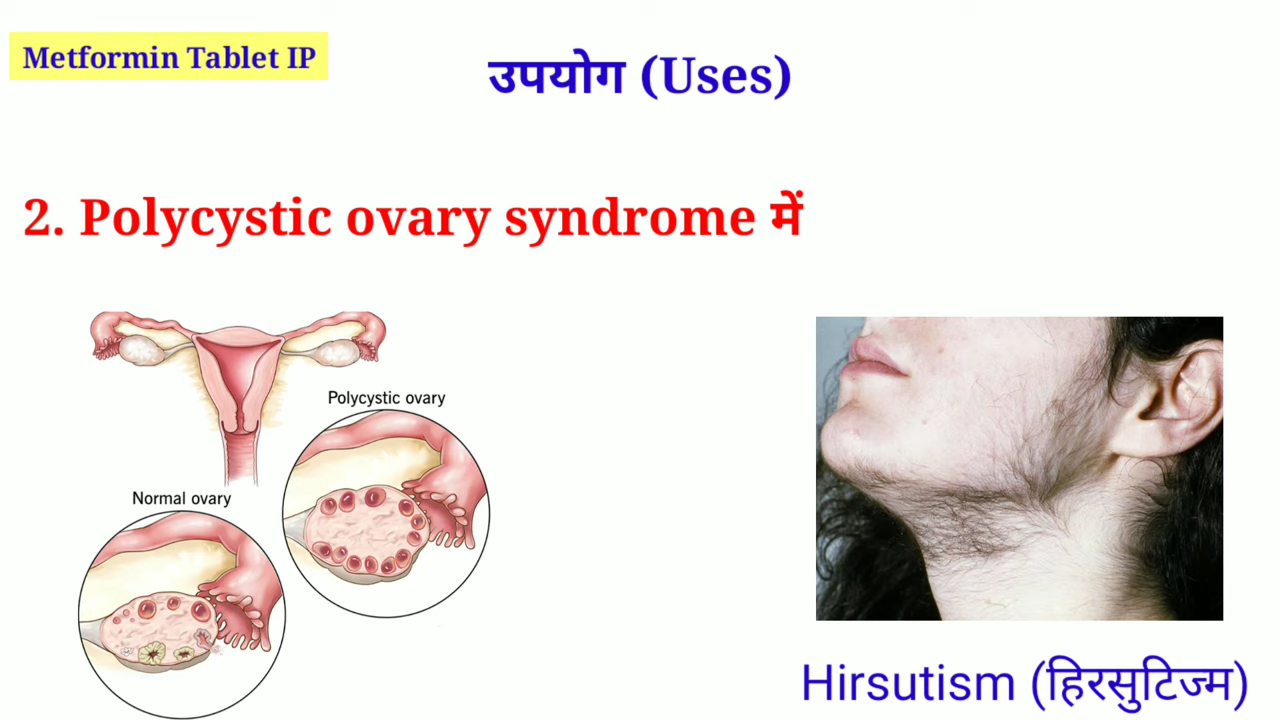 Metformin Tablet IP
उपयोग (Uses)
2. Polycystic ovary syndrome में
Polycystic ovary
Normal ovary
Hirsutism (हिरसुटिज्म)